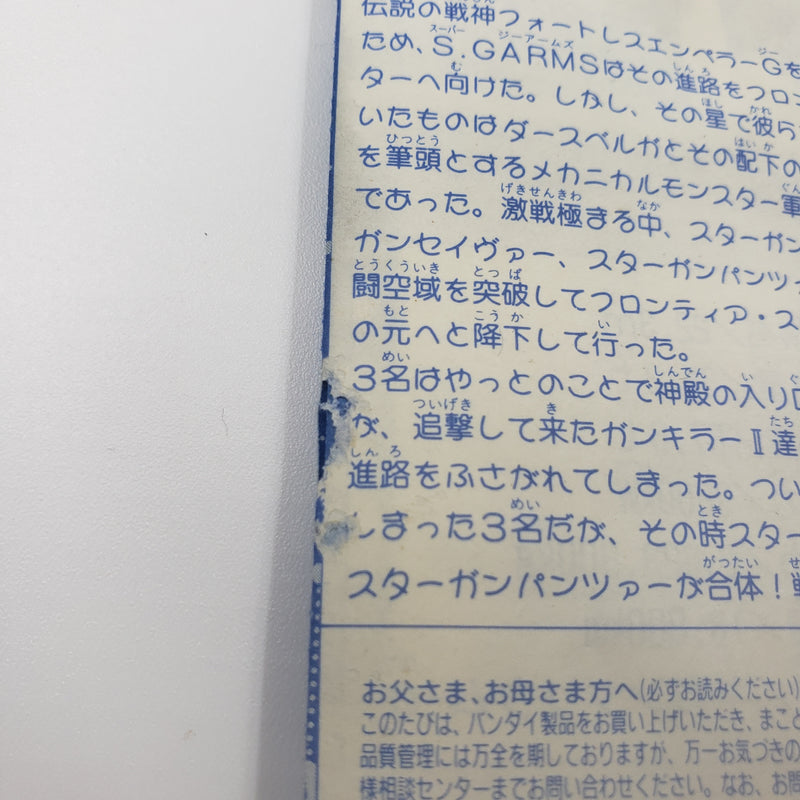 伝説の戦神フォートレスエンペラーGを
ため、S.GARMSはその進路をフロ
ターへ向けた。しかし、その星で彼ら
いたものはダースベルガとその配下の
を筆頭とするメカニカルモンスター軍
であった。激戦極まる中、スターガン
ガンセイヴァー、スターガンパンツ
闘空域を突破してフロンティア・ス
の元へと降下して行った。
3名はやっとのことで神殿の入り口
が、追撃して来たガンキラーⅡ達
進路をふさがれてしまった。つい
しまった3名だが、その時スター
スターガンパンツァーが合体!
お父さま、お母さま方へ(必ずお読みください)
このたびは、バンダイ製品をお買い上げいただき、まこと
品質管理には万全を期しておりますが、万一お気づきの
様相談センターまでお問い合わせください。なお、お問